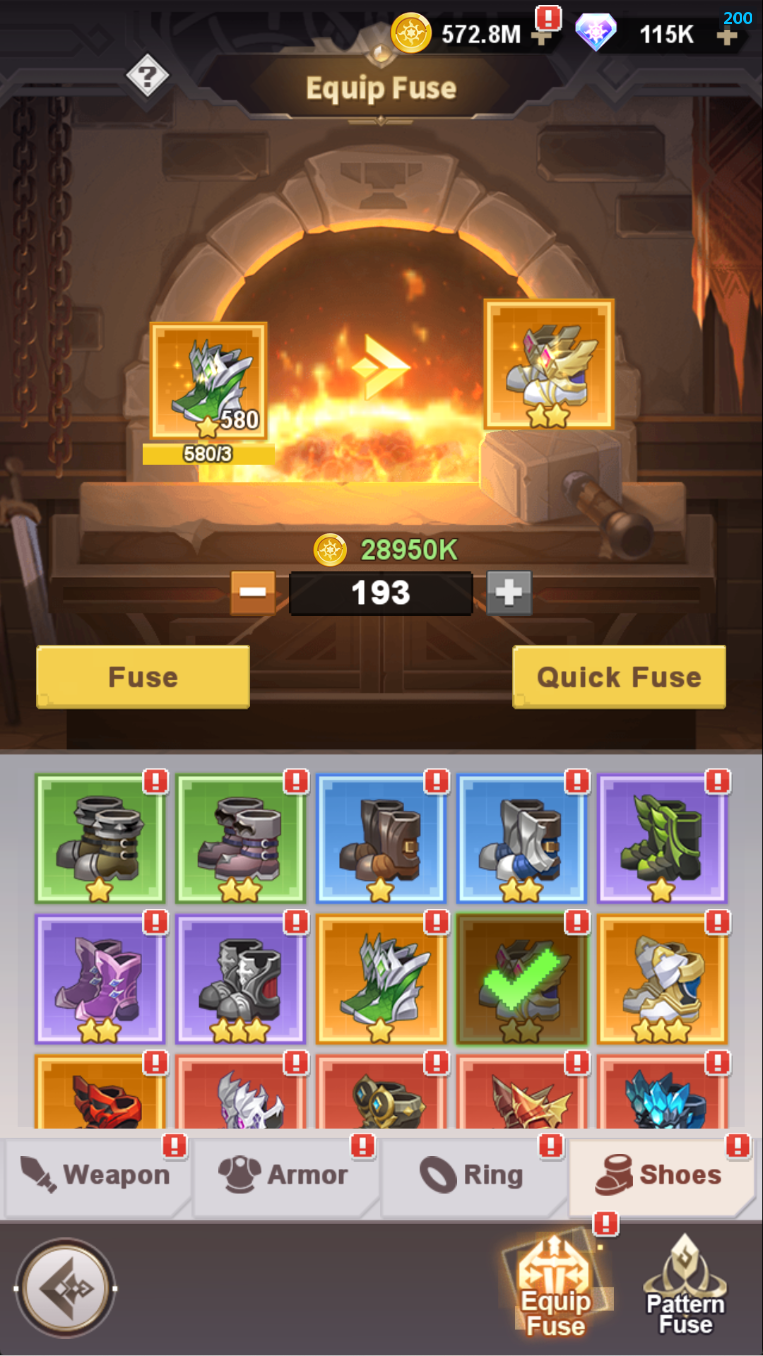 200
572.8M
115K
?
Equip Fuse
580
580/3
28950K
193
Fuse
Quick Fuse
Weapon
Armor
Ring
Shoes
Equip
Fuse
Pattern
Fuse